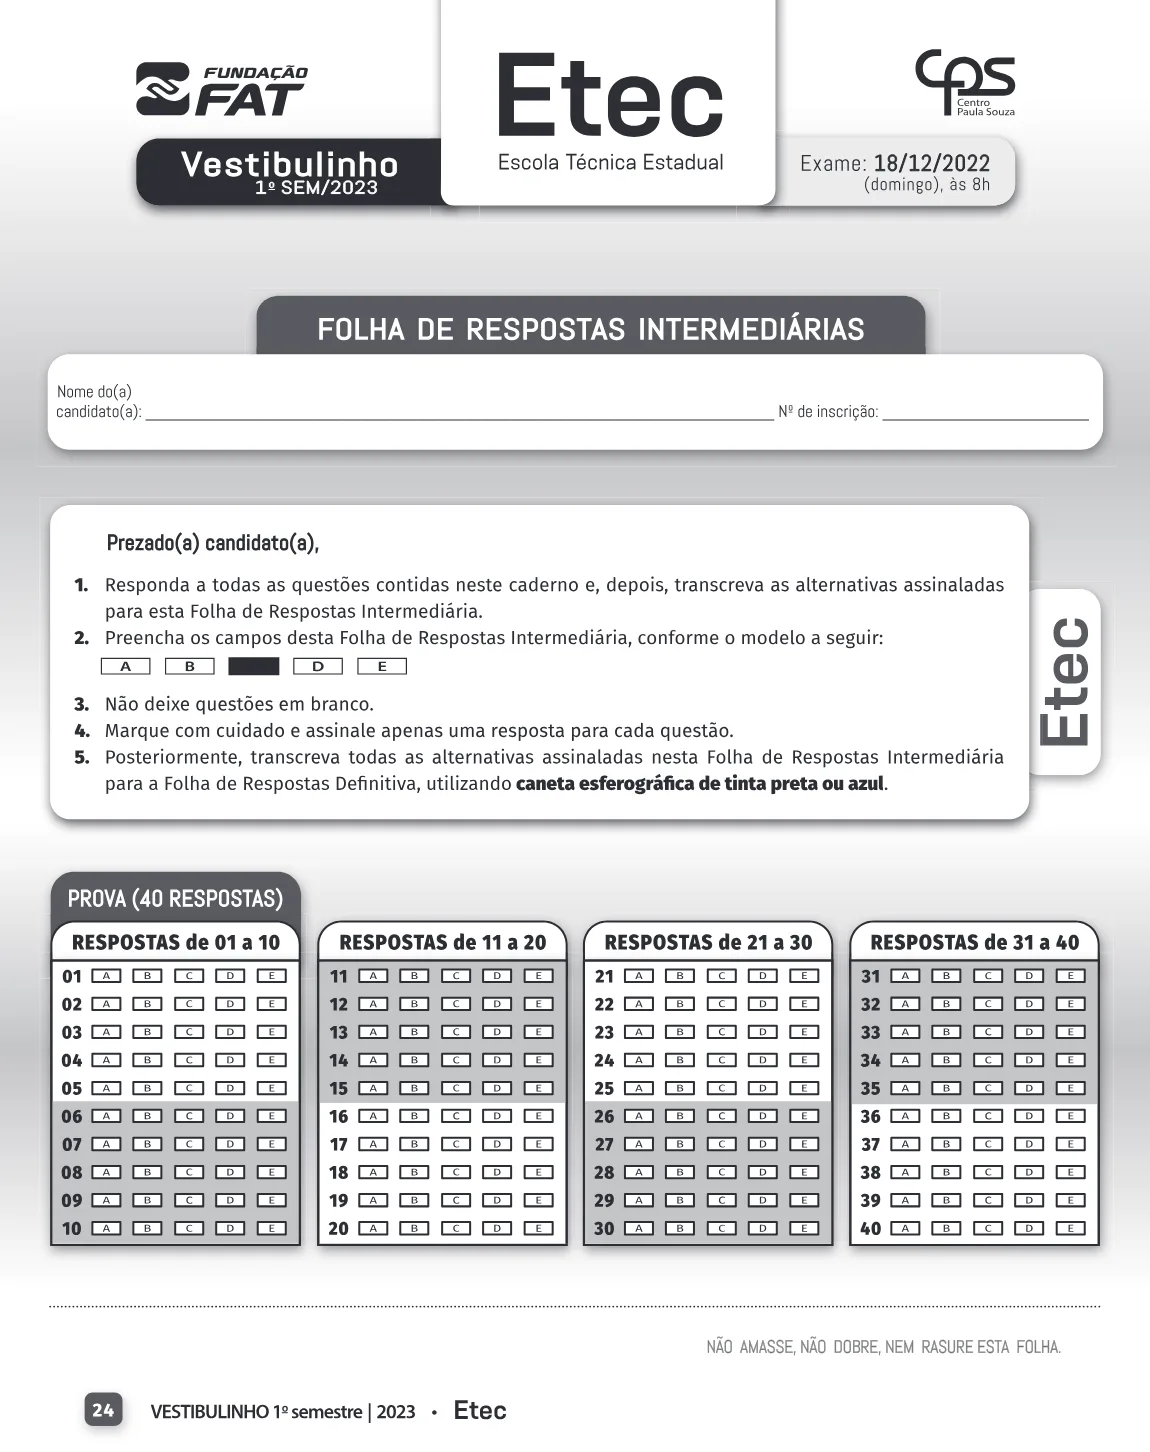 FUNDAÇÃO
FAT
Etec
Escola Técnica Estadual
CPS
Centro
Paula Souza
Vestibulinho
1º SEM/2023
Exame: 18/12/2022
(domingo), às 8h
FOLHA DE RESPOSTAS INTERMEDIÁRIAS
Nome do(a)
candidato(a): Nº de inscrição:
Prezado(a) candidato(a),
1. Responda a todas as questões contidas neste caderno e, depois, transcreva as alternativas assinaladas
para esta Folha de Respostas Intermediária.
2. Preencha os campos desta Folha de Respostas Intermediária, conforme o modelo a seguir:
A B D E
3. Não deixe questões em branco.
4. Marque com cuidado e assinale apenas uma resposta para cada questão.
5. Posteriormente, transcreva todas as alternativas assinaladas nesta Folha de Respostas Intermediária
para a Folha de Respostas Definitiva, utilizando caneta esferográfica de tinta preta ou azul.
Etec
PROVA (40 RESPOSTAS)
RESPOSTAS de 01 a 10
01 A B C D E
02 A B C D E
03 A B C D E
04 A B C D E
05 A B C D E
06 A B C D E
07 A B C D E
08 A B C D E
09 A B C D E
10 A B C D E
RESPOSTAS de 11 a 20
11 A B C D E
12 A B C D E
13 A B C D E
14 A B C D E
15 A B C D E
16 A B C D E
17 A B C D E
18 A B C D E
19 A B C D E
20 A B C D E
RESPOSTAS de 21 a 30
21 A B C D E
22 A B C D E
23 A B C D E
24 A B C D E
25 A B C D E
26 A B C D E
27 A B C D E
28 A B C D E
29 A B C D E
30 A B C D E
RESPOSTAS de 31 a 40
31 A B C D E
32 A B C D E
33 A B C D E
34 A B C D E
35 A B C D E
36 A B C D E
37 A B C D E
38 A B C D E
39 A B C D E
40 A B C D E
NÃO AMASSE, NÃO DOBRE, NEM RASURE ESTA FOLHA.
24 VESTIBULINHO 1º semestre | 2023 • Etec